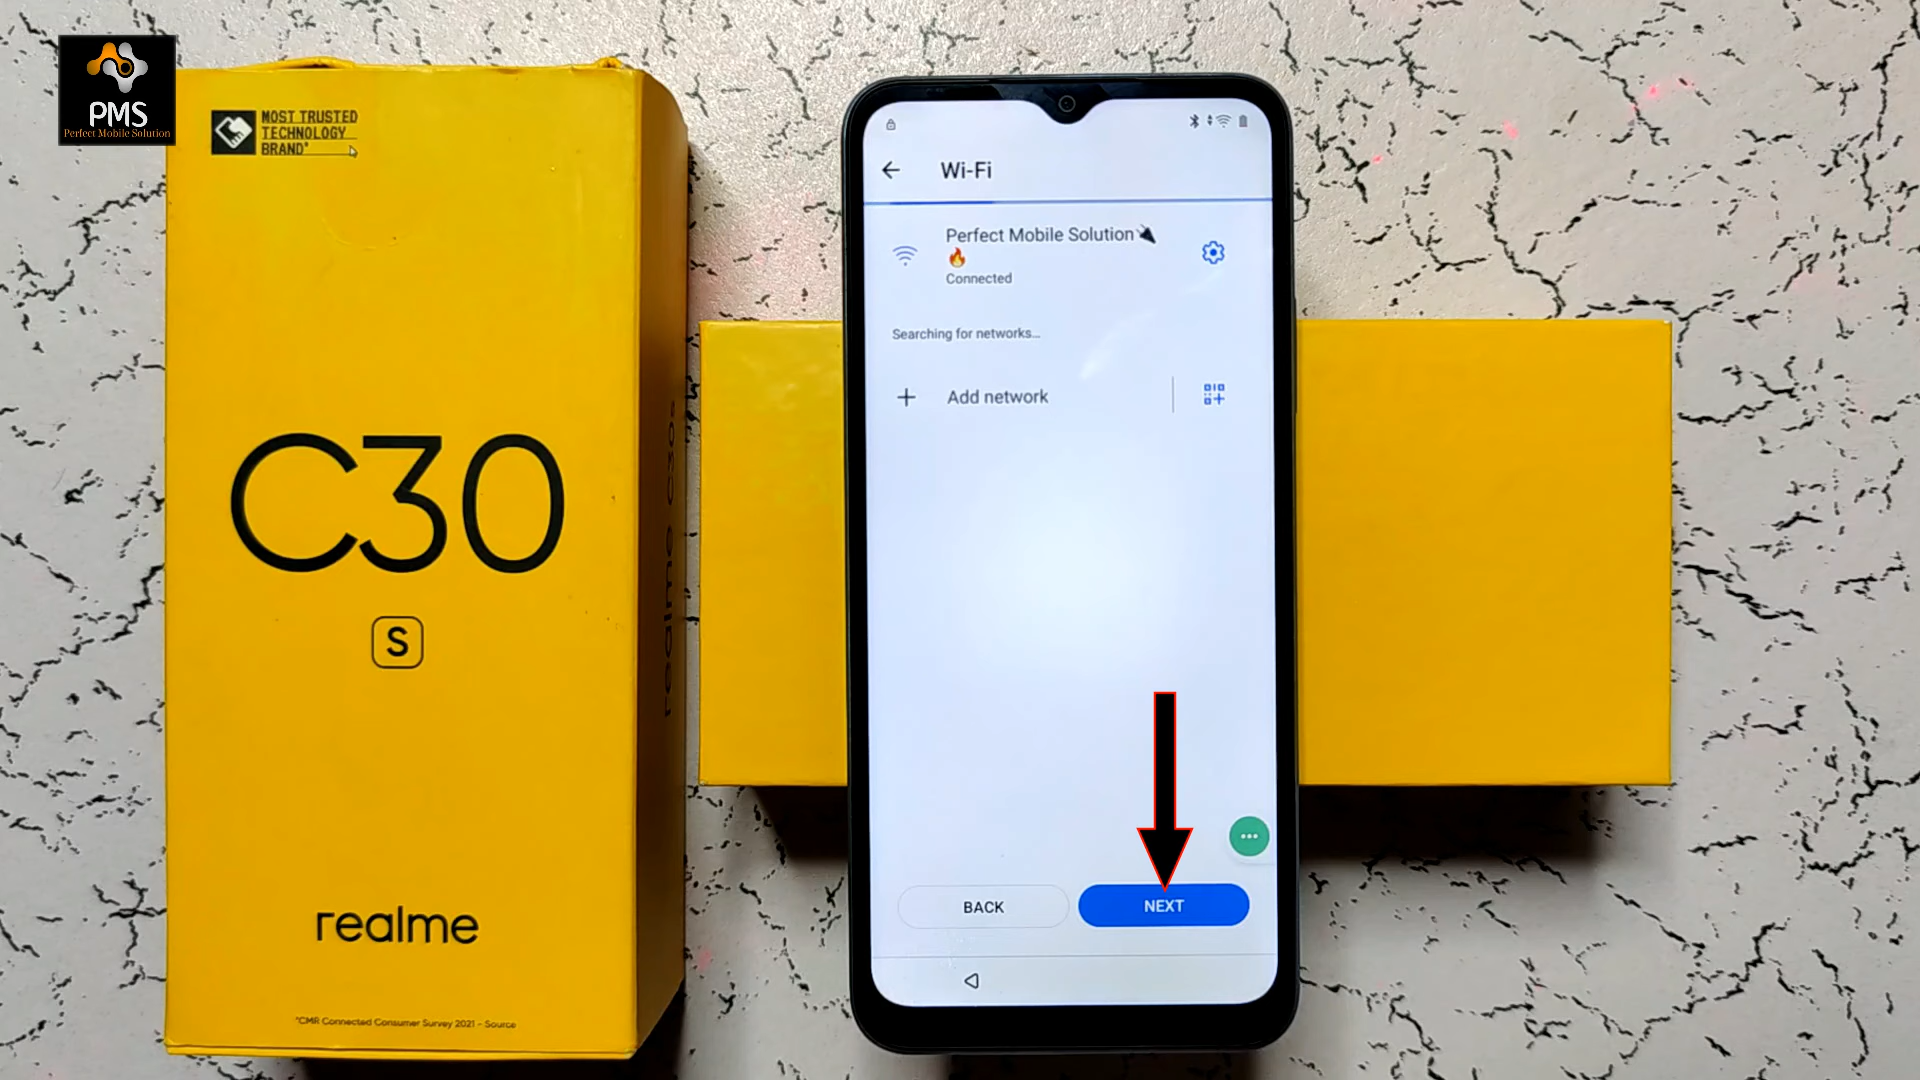 PMS
Perfect Mobile Solution
MOST TRUSTED
TECHNOLOGY
BRAND*
C30
S
realme
*CMR Connected Consumer Survey 2021 - Source
realme C30s
Wi-Fi
Perfect Mobile Solution🔌
🔥
Connected
Searching for networks…
Add network
BACK
NEXT